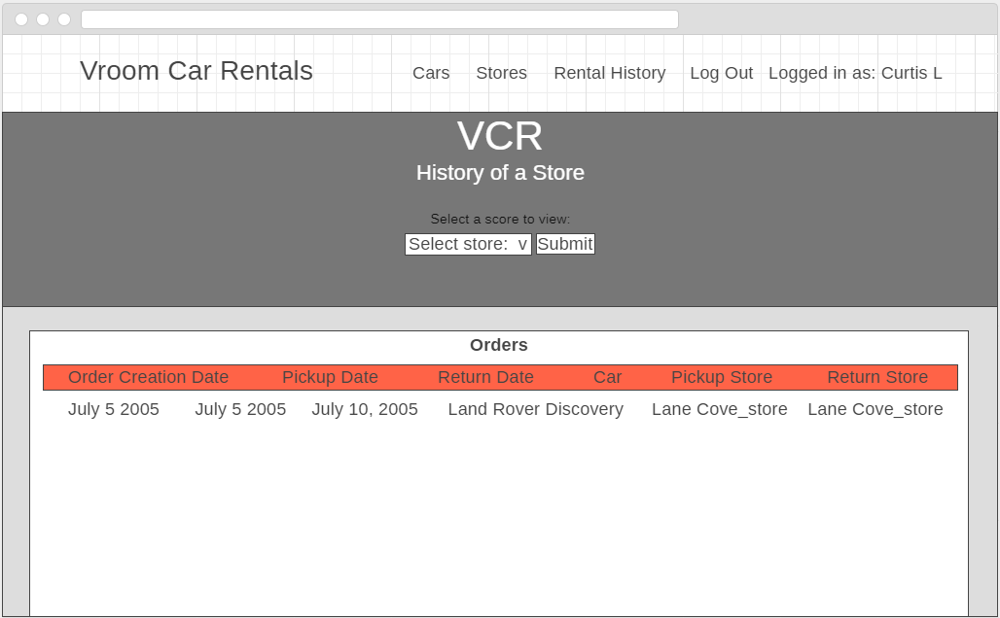 Vroom Car Rentals Cars Stores Rental History Log Out Logged in as: Curtis L
VCR
History of a Store
Select a score to view:
Select store: v Submit
Orders
Order Creation Date Pickup Date Return Date Car Pickup Store Return Store
July 5 2005 July 5 2005 July 10, 2005 Land Rover Discovery Lane Cove_store Lane Cove_store